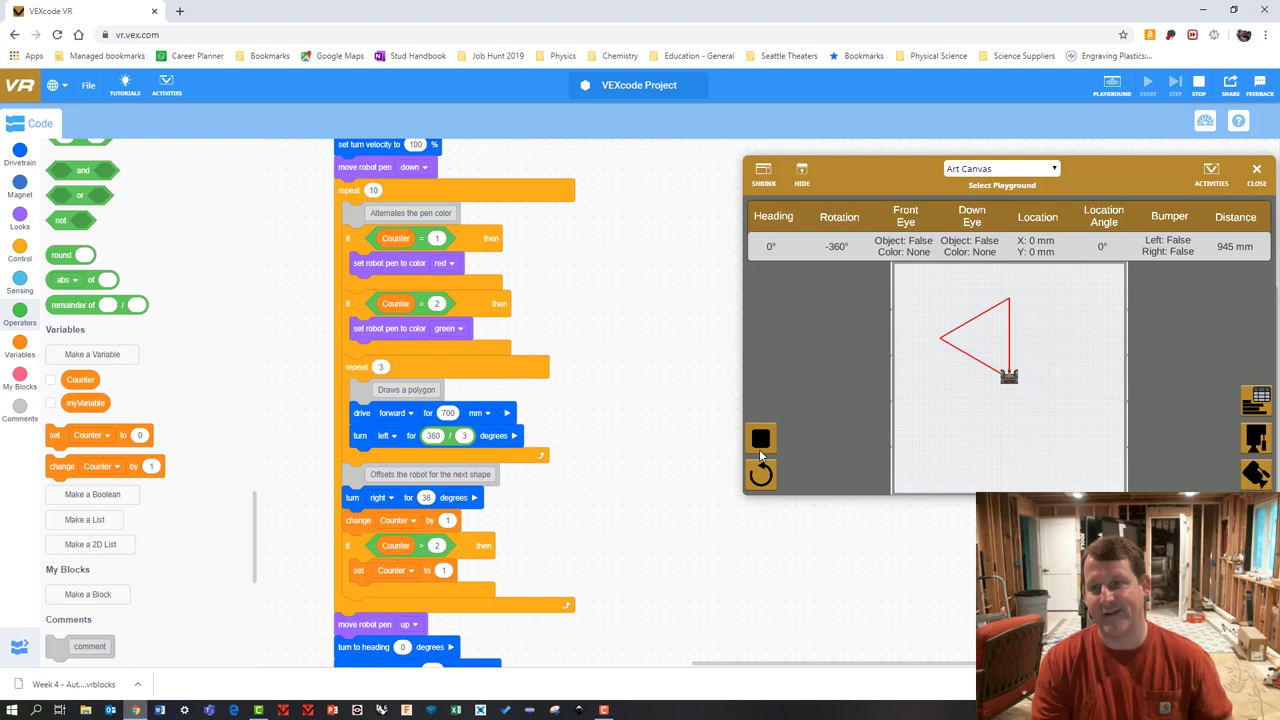 VEXcode VR
vr.vex.com
Apps
Managed bookmarks
Career Planner
Bookmarks
Google Maps
Stud Handbook
Job Hunt 2019
Physics
Chemistry
Education - General
Seattle Theaters
Bookmarks
Physical Science
Science Suppliers
Engraving Plastics:...
VR
File
TUTORIALS
ACTIVITIES
VEXcode Project
PLAYGROUND
START
STEP
STOP
SHARE
FEEDBACK
Code
Drivetrain
Magnet
Looks
Control
Sensing
Operators
Variables
My Blocks
Comments
and
or
not
round
abs of
remainder of /
Variables
Make a Variable
Counter
myVariable
set Counter to 0
change Counter by 1
Make a Boolean
Make a List
Make a 2D List
My Blocks
Make a Block
Comments
comment
set turn velocity to 100 %
move robot pen down
repeat 10
Alternates the pen color
if Counter = 1 then
set robot pen to color red
if Counter = 2 then
set robot pen to color green
repeat 3
Draws a polygon
drive forward for 700 mm
turn left for 360 / 3 degrees
Offsets the robot for the next shape
turn right for 36 degrees
change Counter by 1
if Counter > 2 then
set Counter to 1
move robot pen up
turn to heading 0 degrees
SHRINK
HIDE
Art Canvas
Select Playground
ACTIVITIES
CLOSE
Heading
Rotation
Front Eye
Down Eye
Location
Location Angle
Bumper
Distance
0°
-360°
Object: False
Color: None
Object: False
Color: None
X: 0 mm
Y: 0 mm
0°
Left: False
Right: False
945 mm
Week 4 - Aut....vrblocks